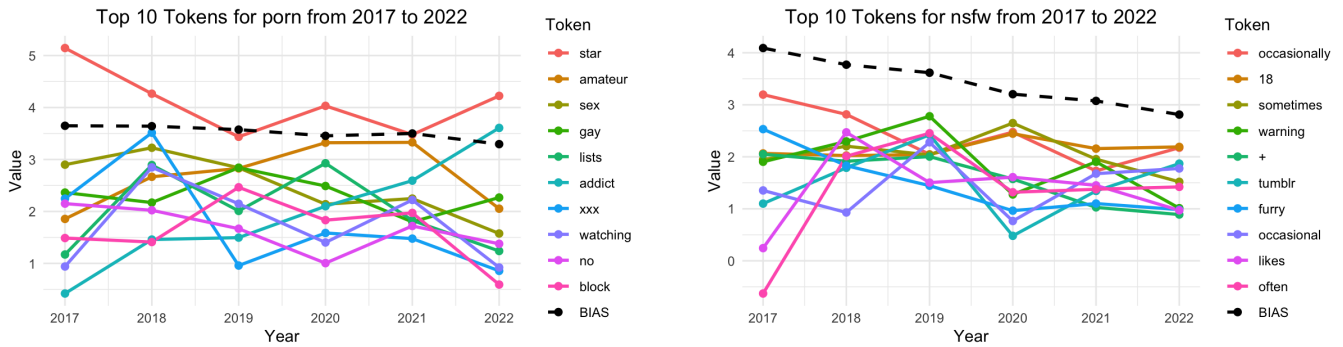 Top 10 Tokens for porn from 2017 to 2022
Value
5
4
3
2
1
2017 2018 2019 2020 2021 2022
Year
Token
star
amateur
sex
gay
lists
addict
xxx
watching
no
block
BIAS
Top 10 Tokens for nsfw from 2017 to 2022
Value
4
3
2
1
0
2017 2018 2019 2020 2021 2022
Year
Token
occasionally
18
sometimes
warning
+
tumblr
furry
occasional
likes
often
BIAS